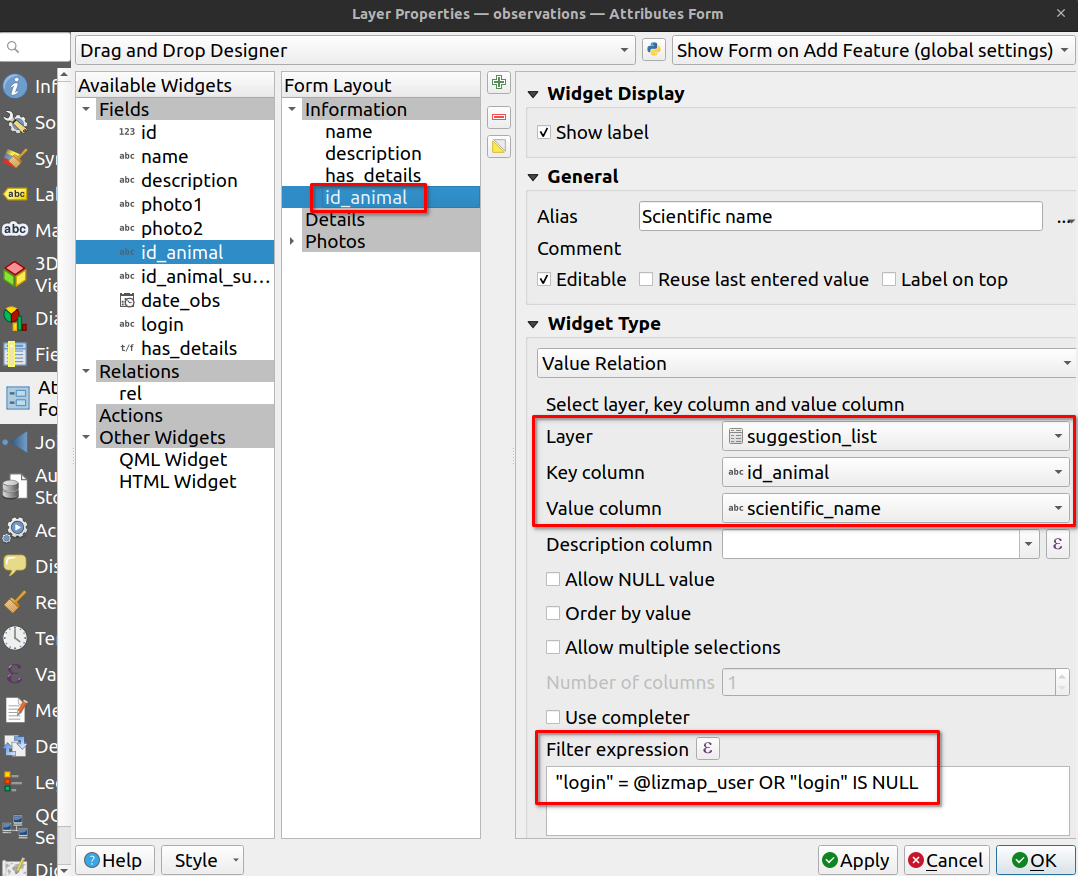 Layer Properties — observations — Attributes Form
Drag and Drop Designer
Show Form on Add Feature (global settings)
Inf
So
Sy
abc Lal
abc Ma
3D
Vie
Dia
Fie
At
Fo
Jo
Au
Sto
Ac
Dis
Re
Te
Va
Me
De
Le
QG
Se
Di
Available Widgets
Fields
123 id
abc name
abc description
abc photo1
abc photo2
abc id_animal
abc id_animal_su...
date_obs
abc login
t/f has_details
Relations
rel
Actions
Other Widgets
QML Widget
HTML Widget
Form Layout
Information
name
description
has_details
id_animal
Details
Photos
Widget Display
Show label
General
Alias Scientific name ...
Comment
Editable Reuse last entered value Label on top
Widget Type
Value Relation
Select layer, key column and value column
Layer suggestion_list
Key column abc id_animal
Value column abc scientific_name
Description column ε
Allow NULL value
Order by value
Allow multiple selections
Number of columns 1
Use completer
Filter expression ε
"login" = @lizmap_user OR "login" IS NULL
Help Style Apply Cancel OK